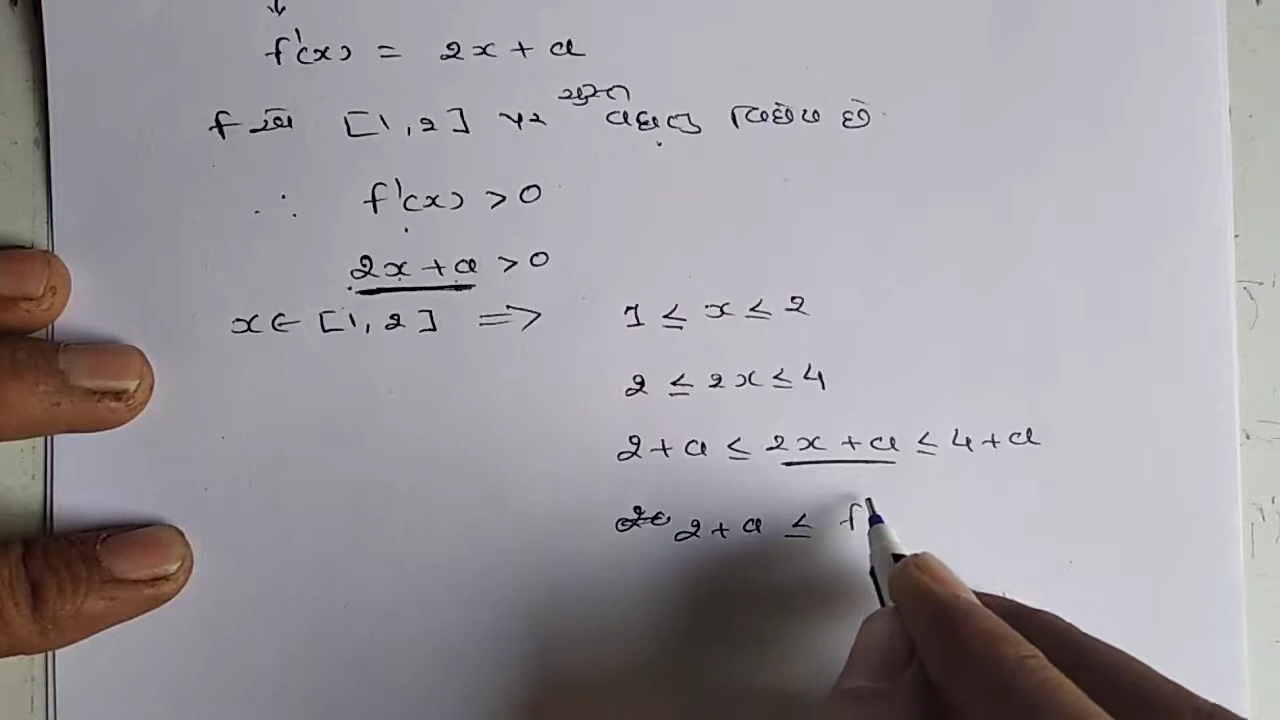 f'(x) = 2x + a
f એ [1, 2] પર ચુસ્ત વધતું વિધેય છે.
∴ f'(x) > 0
2x + a > 0
x ∈ [1, 2] ⇒ 1 ≤ x ≤ 2
2 ≤ 2x ≤ 4
2 + a ≤ 2x + a ≤ 4 + a
2 + a ≤ f